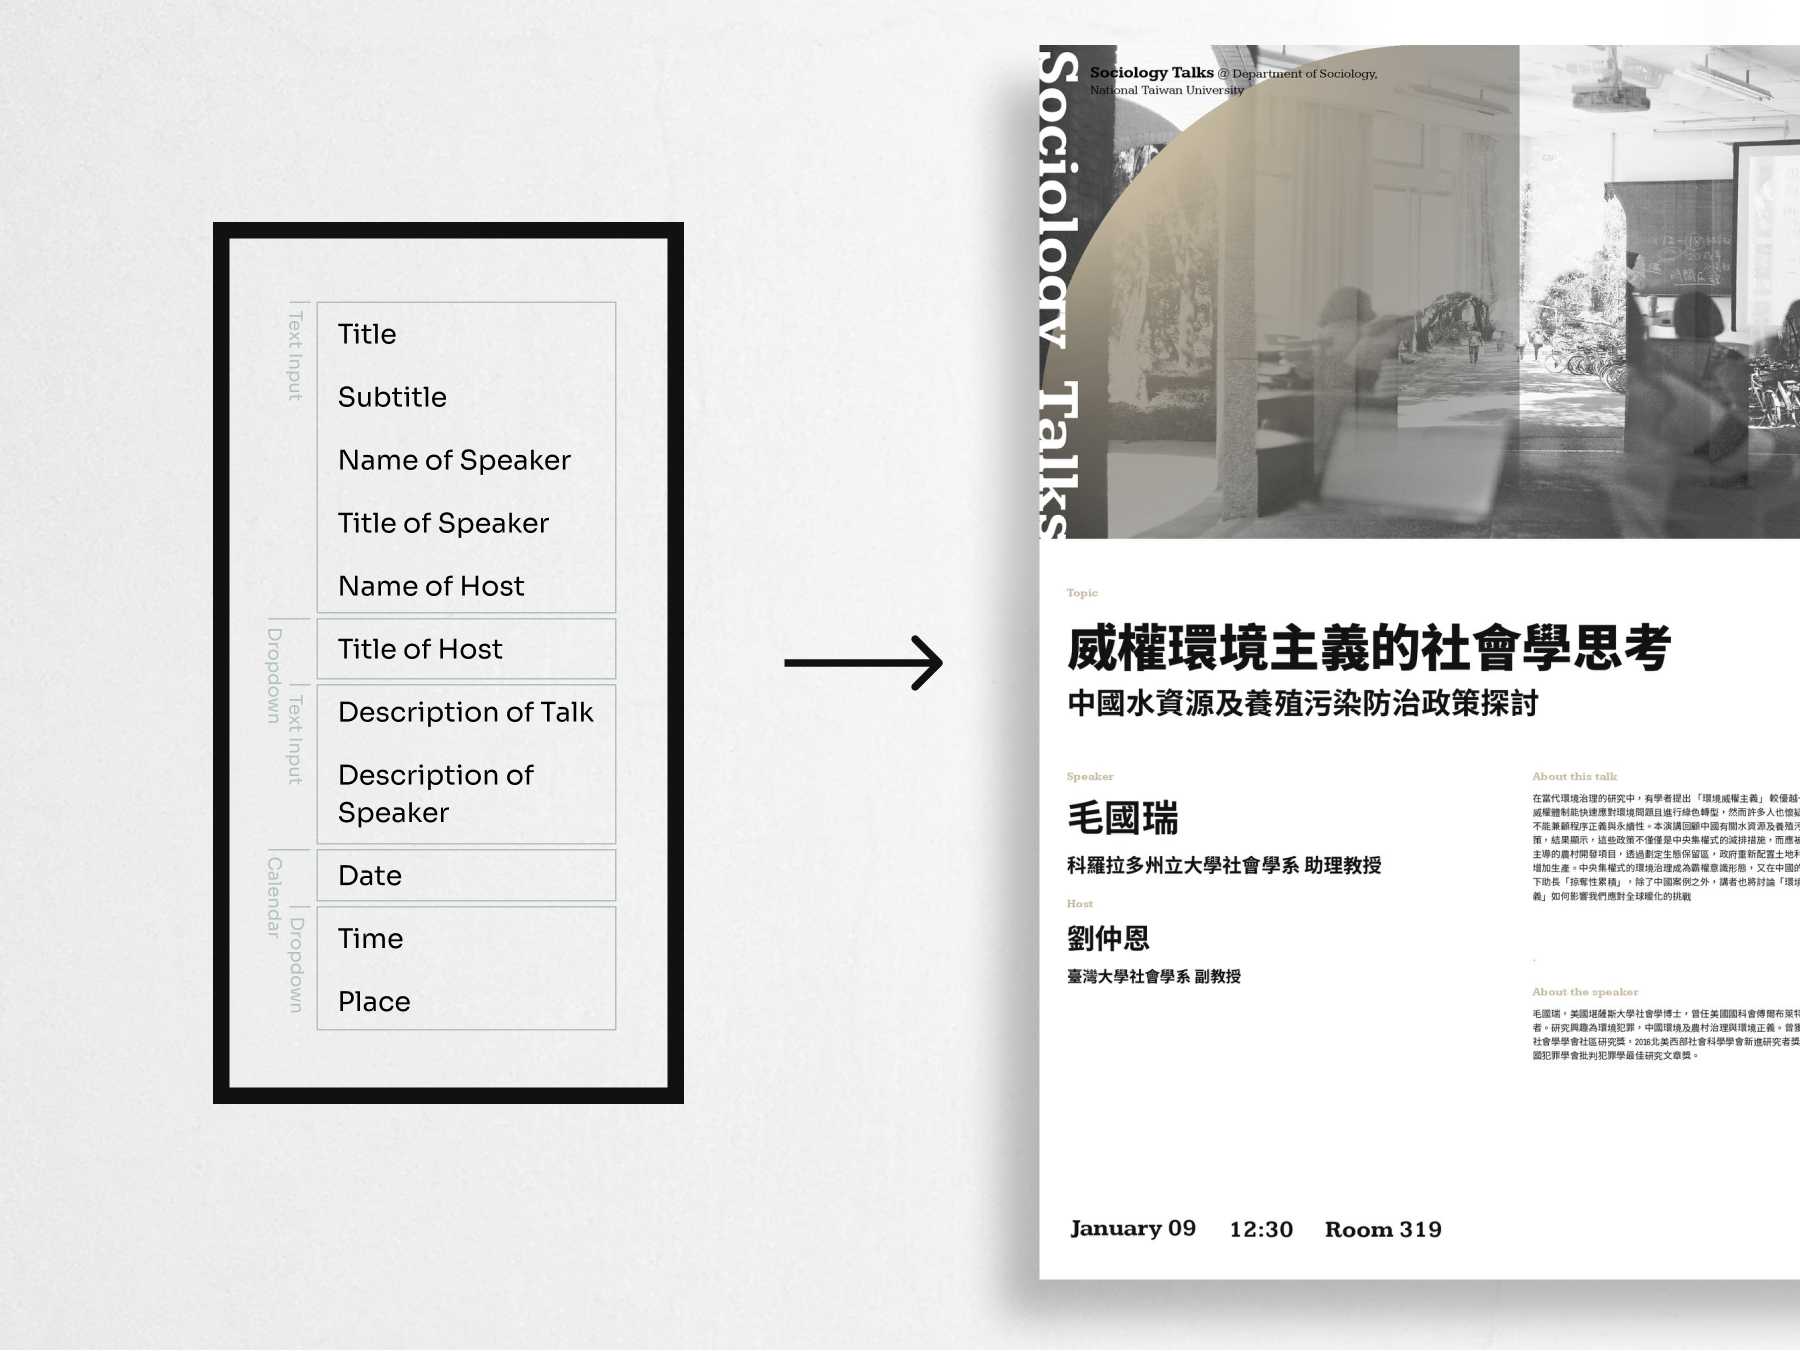 Text Input
Title
Subtitle
Name of Speaker
Title of Speaker
Name of Host
Dropdown
Title of Host
Text Input
Description of Talk
Description of
Speaker
Calendar
Date
Dropdown
Time
Place
Sociology Talks
Sociology Talks @ Department of Sociology,
National Taiwan University
Topic
威權環境主義的社會學思考
中國水資源及養殖污染防治政策探討
Speaker
毛國瑞
科羅拉多州立大學社會學系 助理教授
Host
劉仲恩
臺灣大學社會學系 副教授
About this talk
在當代環境治理的研究中，有學者提出「環境威權主義」較優越
威權體制能快速應對環境問題且進行綠色轉型，然而許多人也懷疑
不能兼顧程序正義與永續性。本演講回顧中國有關水資源及養殖污
策，結果顯示，這些政策不僅僅是中央集權式的減排措施，而應被
主導的農村開發項目，透過劃定生態保留區，政府重新配置土地利
增加生產。中央集權式的環境治理成為霸權意識形態，又在中國的
下助長「掠奪性累積」，除了中國案例之外，講者也將討論「環境
義」如何影響我們應對全球暖化的挑戰
About the speaker
毛國瑞，美國堪薩斯大學社會學博士，曾任美國國科會傅爾布萊特
者。研究興趣為環境犯罪，中國環境及農村治理與環境正義。曾獲
社會學學會社區研究獎，2016北美西部社會科學學會新進研究者獎
國犯罪學會批判犯罪學最佳研究文章獎。
January 09 12:30 Room 319